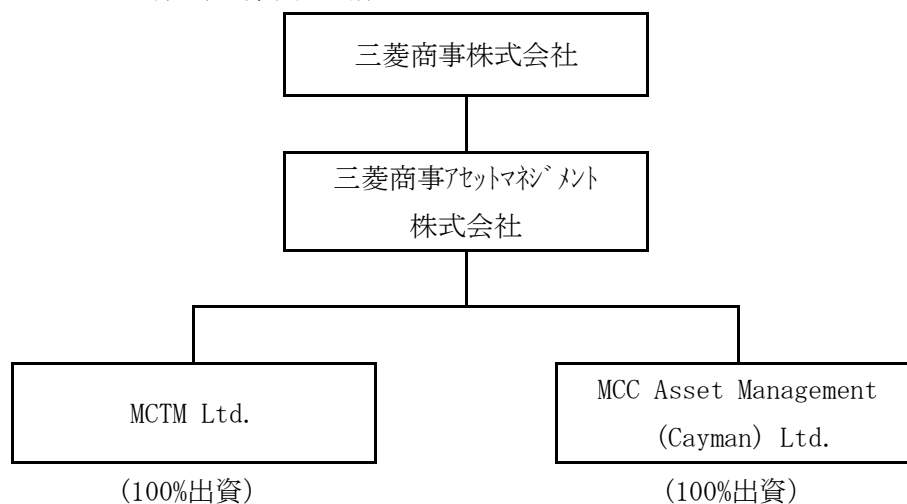 三菱商事株式会社
三菱商事ｱｾｯﾄﾏﾈｼﾞﾒﾝﾄ
株式会社
MCTM Ltd.
MCC Asset Management
(Cayman) Ltd.
(100%出資)
(100%出資)